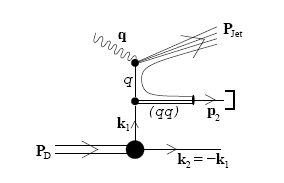 q
P_Jet
q
(qq)
p_2
k_1
P_D
k_2 = -k_1